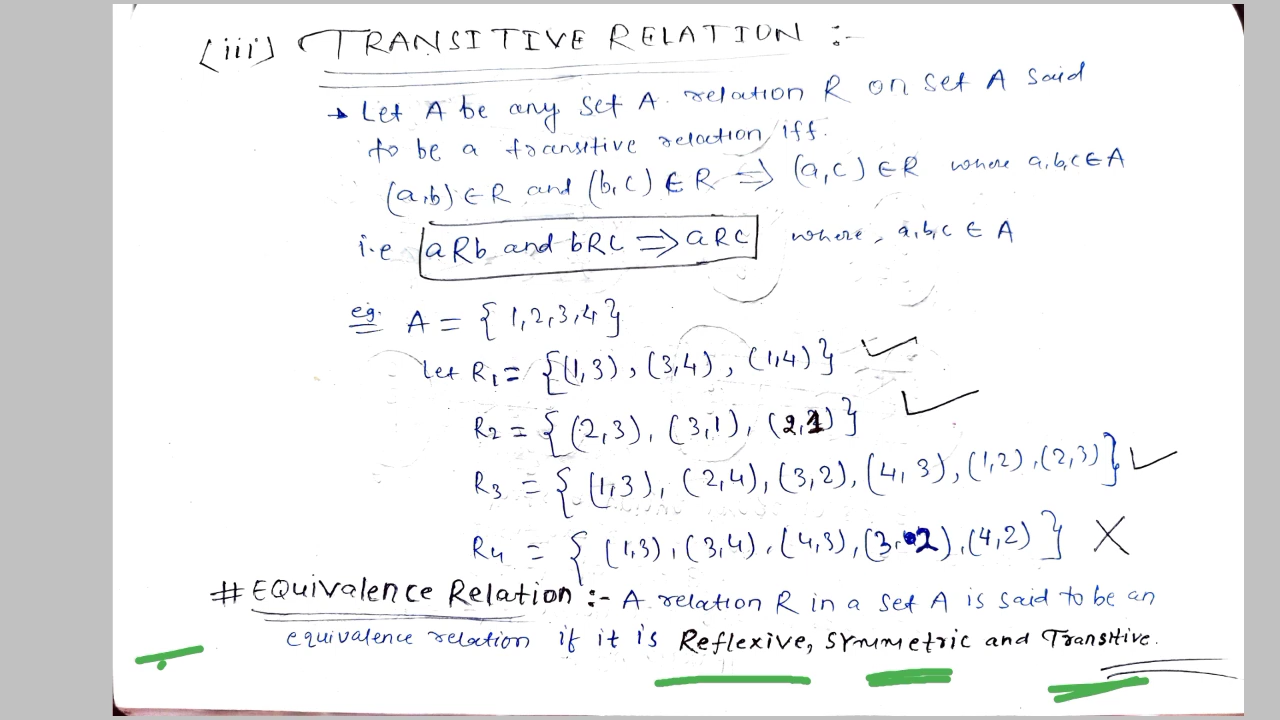 (iii) TRANSITIVE RELATION :-
→ Let A be any set A. relation R on set A said
to be a transitive relation iff.
(a,b) ∈ R and (b,c) ∈ R ⇒ (a,c) ∈ R where a,b,c ∈ A
i.e aRb and bRc ⇒ aRc where, a,b,c ∈ A
eg. A = {1,2,3,4}
Let R₁ = {(1,3), (3,4), (1,4)} ✓
R₂ = {(2,3), (3,1), (2,1)} ✓
R₃ = {(1,3), (2,4), (3,2), (4,3), (1,2), (2,3)} ✓
R₄ = {(1,3), (3,4), (4,3), (3,2), (4,2)} X
# EQuivalence Relation :- A relation R in a set A is said to be an
equivalence relation if it is Reflexive, symmetric and Transitive.